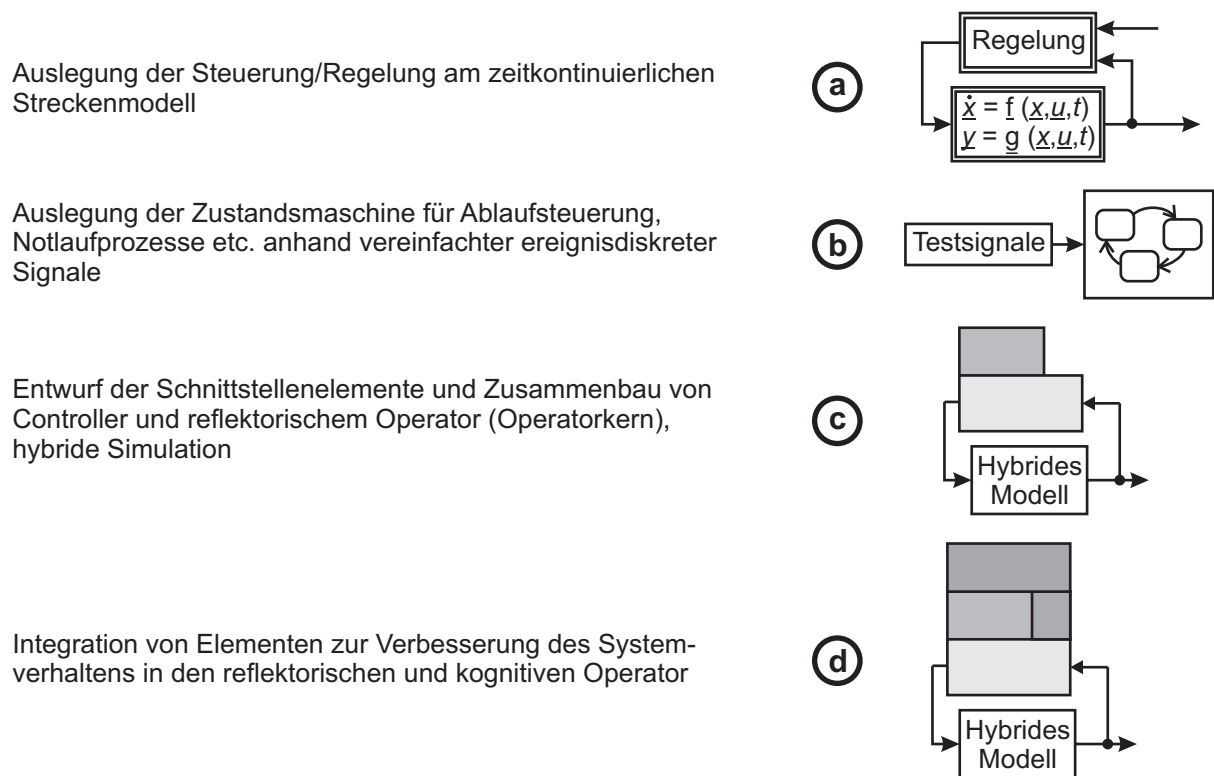 Auslegung der Steuerung/Regelung am zeitkontinuierlichen
Streckenmodell
a
Regelung
ẋ = f (x,u,t)
y = g (x,u,t)
Auslegung der Zustandsmaschine für Ablaufsteuerung,
Notlaufprozesse etc. anhand vereinfachter ereignisdiskreter
Signale
b
Testsignale
Entwurf der Schnittstellenelemente und Zusammenbau von
Controller und reflektorischem Operator (Operatorkern),
hybride Simulation
c
Hybrides
Modell
Integration von Elementen zur Verbesserung des System-
verhaltens in den reflektorischen und kognitiven Operator
d
Hybrides
Modell